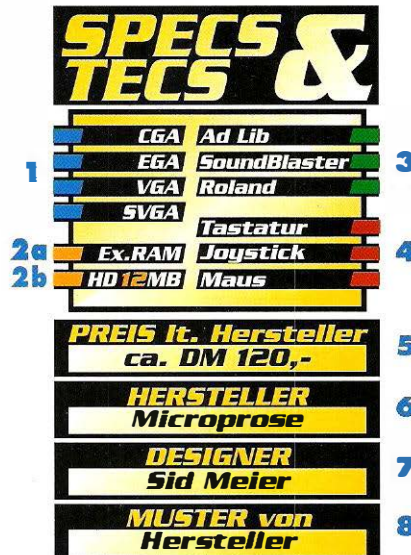 SPECS &
TECS
CGA Ad Lib
1 EGA SoundBlaster 3
VGA Roland
SVGA
Tastatur
2a Ex.RAM Joystick 4
2b HD 12MB Maus
PREIS lt. Hersteller
ca. DM 120,- 5
HERSTELLER
Microprose 6
DESIGNER
Sid Meier 7
MUSTER von
Hersteller 8